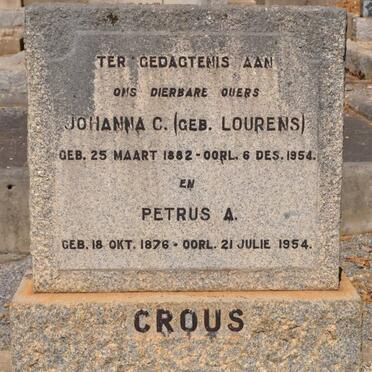 TER GEDAGTENIS AAN
ONS DIERBARE OUERS
JOHANNA C. (GEB. LOURENS)
GEB. 25 MAART 1882 - OORL. 6 DES. 1954.
EN
PETRUS A.
GEB. 18 OKT. 1876 - OORL. 21 JULIE 1954.
CROUS